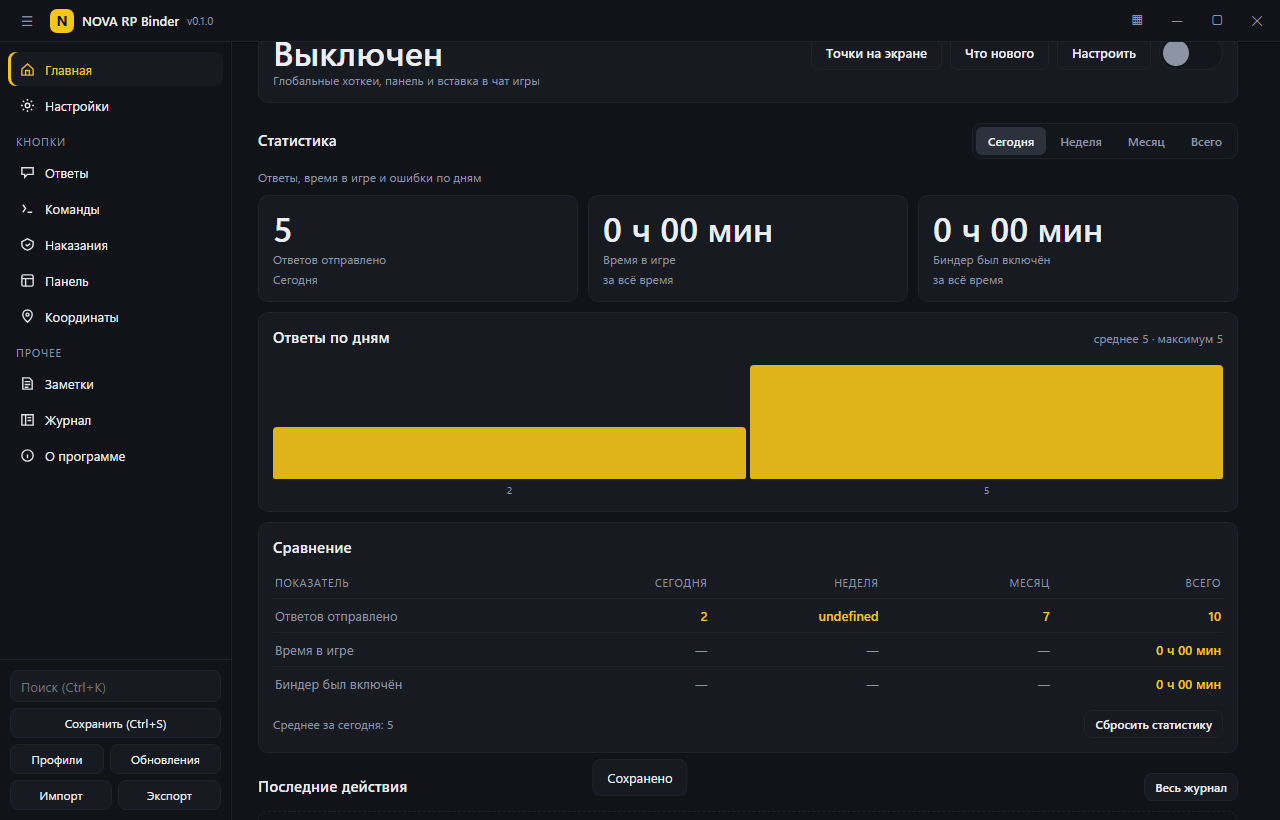 ☰ N NOVA RP Binder v0.1.0
Главная
Настройки
КНОПКИ
Ответы
Команды
Наказания
Панель
Координаты
ПРОЧЕЕ
Заметки
Журнал
О программе
Поиск (Ctrl+K)
Сохранить (Ctrl+S)
Профили Обновления
Импорт Экспорт
Выключен
Глобальные хоткеи, панель и вставка в чат игры
Точки на экране Что нового Настроить
Статистика
Сегодня Неделя Месяц Всего
Ответы, время в игре и ошибки по дням
5
Ответов отправлено
Сегодня
0 ч 00 мин
Время в игре
за всё время
0 ч 00 мин
Биндер был включён
за всё время
Ответы по дням среднее 5 · максимум 5
2 5
Сравнение
ПОКАЗАТЕЛЬ СЕГОДНЯ НЕДЕЛЯ МЕСЯЦ ВСЕГО
Ответов отправлено 2 undefined 7 10
Время в игре — — — 0 ч 00 мин
Биндер был включён — — — 0 ч 00 мин
Среднее за сегодня: 5 Сбросить статистику
Сохранено
Последние действия Весь журнал